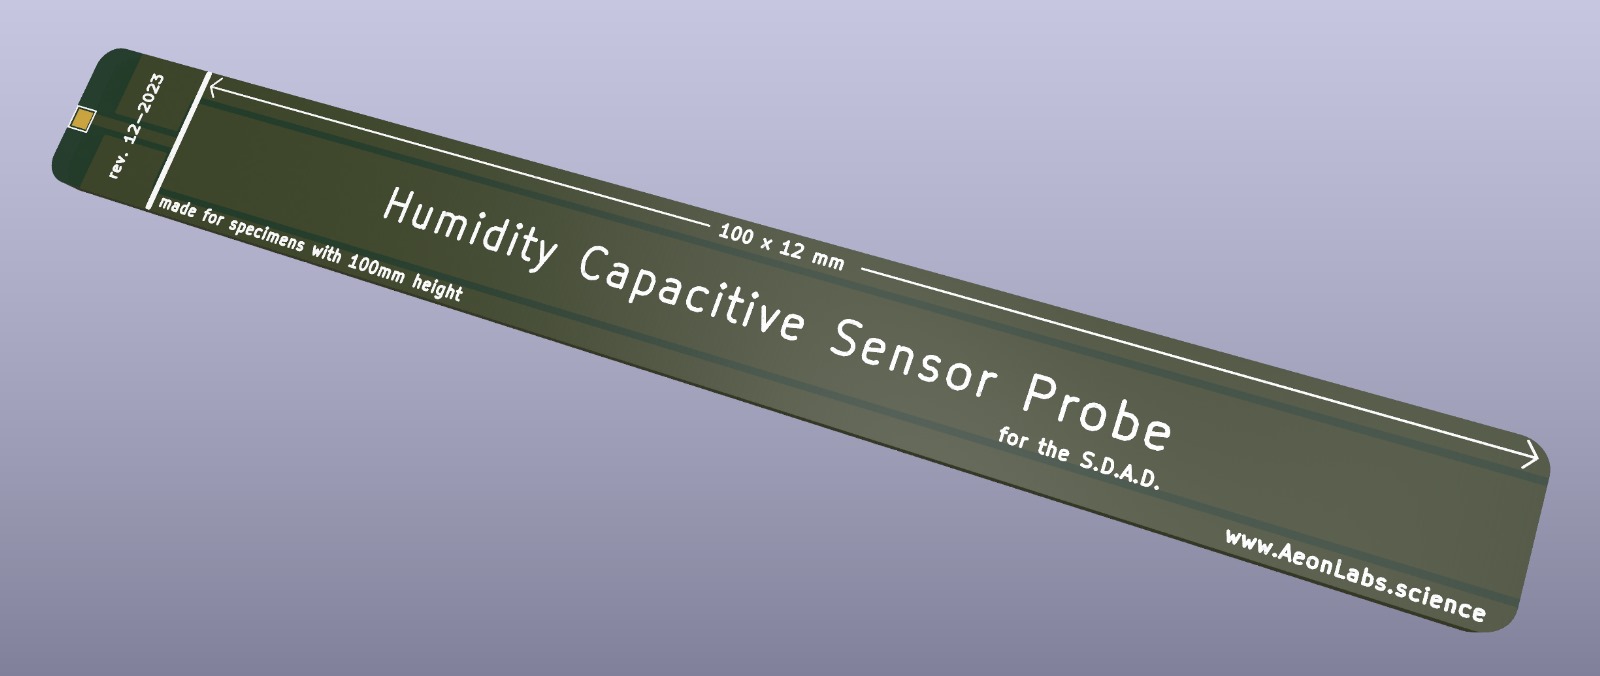 rev. 12-2023
100 x 12 mm
Humidity Capacitive Sensor Probe
for the S.D.A.D.
made for specimens with 100mm height
www.AeonLabs.science